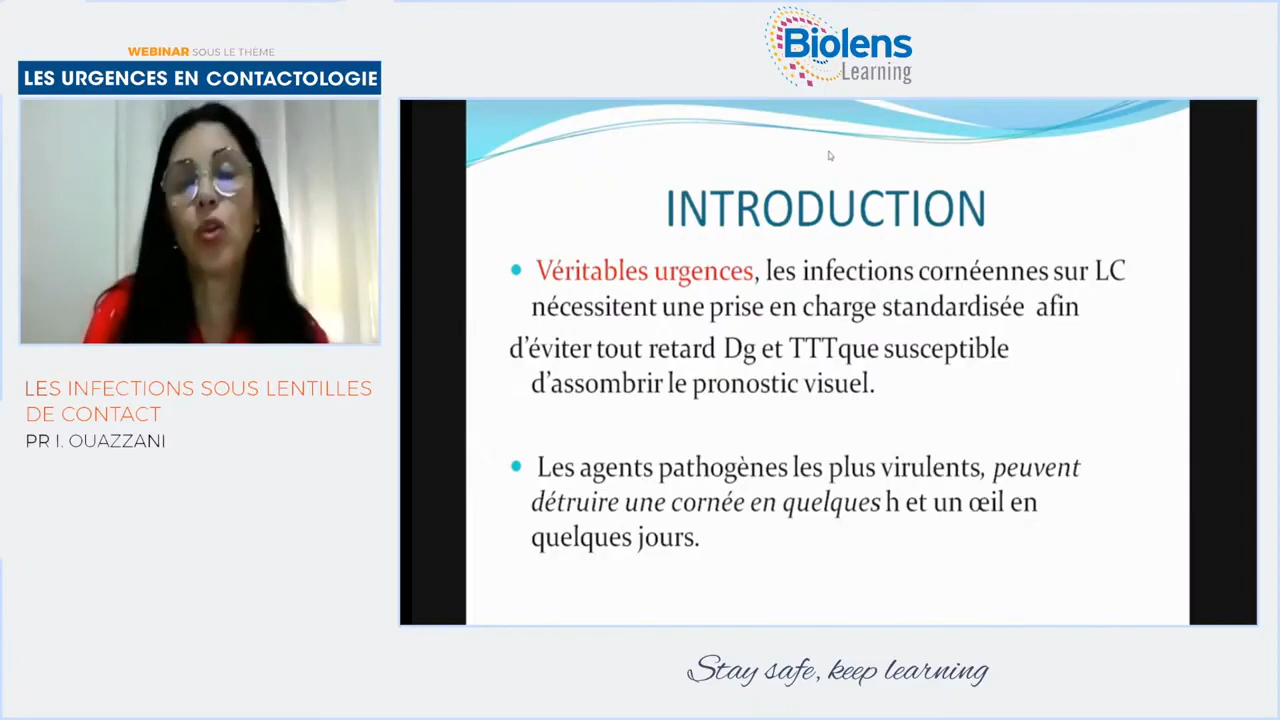 WEBINAR SOUS LE THÈME
LES URGENCES EN CONTACTOLOGIE
Biolens
Learning
LES INFECTIONS SOUS LENTILLES
DE CONTACT
PR I. OUAZZANI
INTRODUCTION
• Véritables urgences, les infections cornéennes sur LC
nécessitent une prise en charge standardisée afin
d'éviter tout retard Dg et TTTque susceptible
d'assombrir le pronostic visuel.
• Les agents pathogènes les plus virulents, peuvent
détruire une cornée en quelques h et un œil en
quelques jours.
Stay safe, keep learning